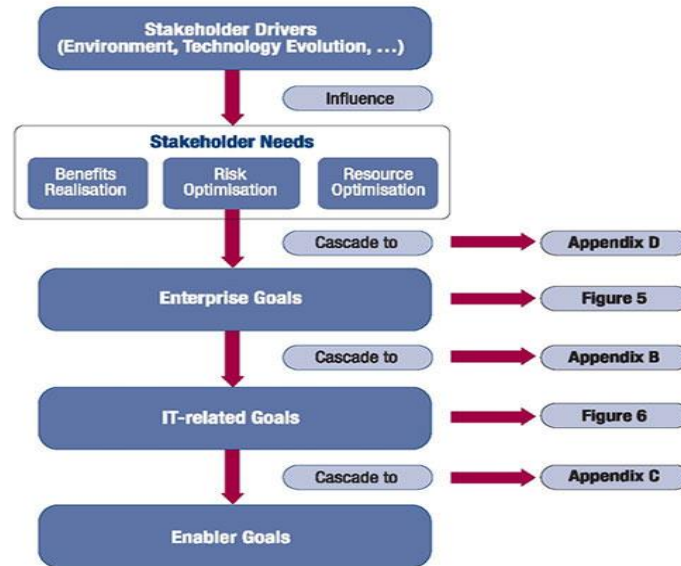 Stakeholder Drivers
(Environment, Technology Evolution, …)
Influence
Stakeholder Needs
Benefits
Realisation
Risk
Optimisation
Resource
Optimisation
Cascade to
Appendix D
Enterprise Goals
Figure 5
Cascade to
Appendix B
IT-related Goals
Figure 6
Cascade to
Appendix C
Enabler Goals